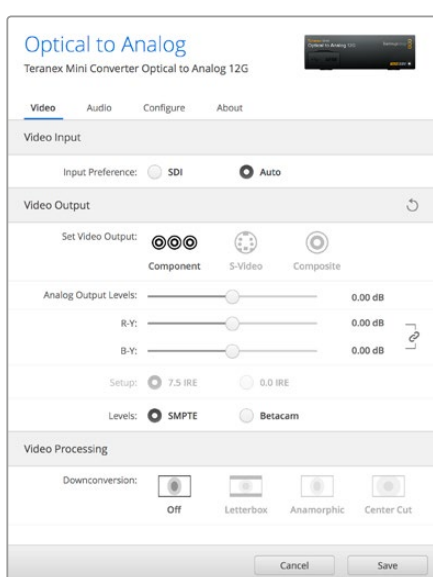 Optical to Analog
Teranex Mini Converter Optical to Analog 12G
Video Audio Configure About
Video Input
Input Preference: SDI Auto
Video Output
Set Video Output:
Component S-Video Composite
Analog Output Levels: 0.00 dB
R-Y: 0.00 dB
B-Y: 0.00 dB
Setup: 7.5 IRE 0.0 IRE
Levels: SMPTE Betacam
Video Processing
Downconversion:
Off Letterbox Anamorphic Center Cut
Cancel Save